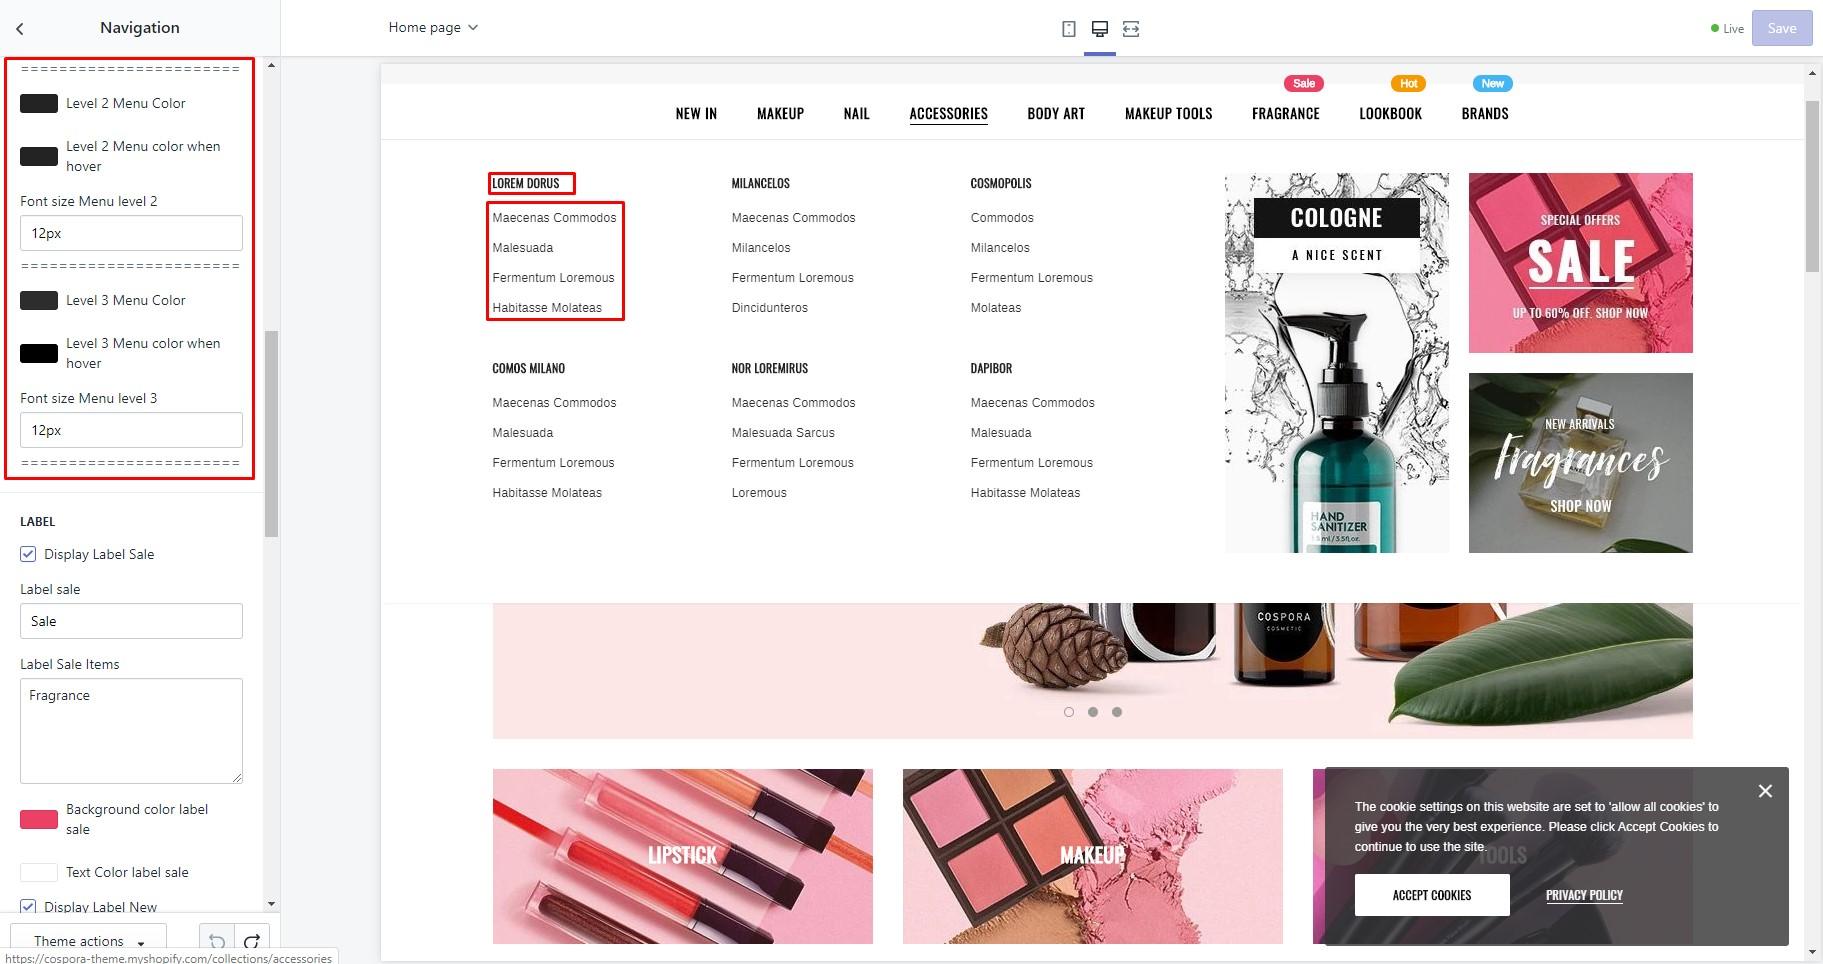 Navigation
Home page
Live
Save
======================
Level 2 Menu Color
Level 2 Menu color when
hover
Font size Menu level 2
12px
======================
Level 3 Menu Color
Level 3 Menu color when
hover
Font size Menu level 3
12px
======================
LABEL
Display Label Sale
Label sale
Sale
Label Sale Items
Fragrance
Background color label
sale
Text Color label sale
Display Label New
Theme actions
https://cospora-theme.myshopify.com/collections/accessories
Sale
Hot
New
NEW IN
MAKEUP
NAIL
ACCESSORIES
BODY ART
MAKEUP TOOLS
FRAGRANCE
LOOKBOOK
BRANDS
LOREM DORUS
Maecenas Commodos
Malesuada
Fermentum Loremous
Habitasse Molateas
MILANCELOS
Maecenas Commodos
Milancelos
Fermentum Loremous
Dincidunteros
COSMOPOLIS
Commodos
Milancelos
Fermentum Loremous
Molateas
COMOS MILANO
Maecenas Commodos
Malesuada
Fermentum Loremous
Habitasse Molateas
NOR LOREMIRUS
Maecenas Commodos
Malesuada Sarcus
Fermentum Loremous
Loremous
DAPIBOR
Maecenas Commodos
Malesuada
Fermentum Loremous
Habitasse Molateas
COLOGNE
A NICE SCENT
HAND
SANITIZER
SPECIAL OFFERS
SALE
UP TO 60% OFF. SHOP NOW
NEW ARRIVALS
Fragrances
SHOP NOW
COSPORA
COSMETIC
LIPSTICK
MAKEUP
TOOLS
The cookie settings on this website are set to 'allow all cookies' to
give you the very best experience. Please click Accept Cookies to
continue to use the site.
ACCEPT COOKIES
PRIVACY POLICY